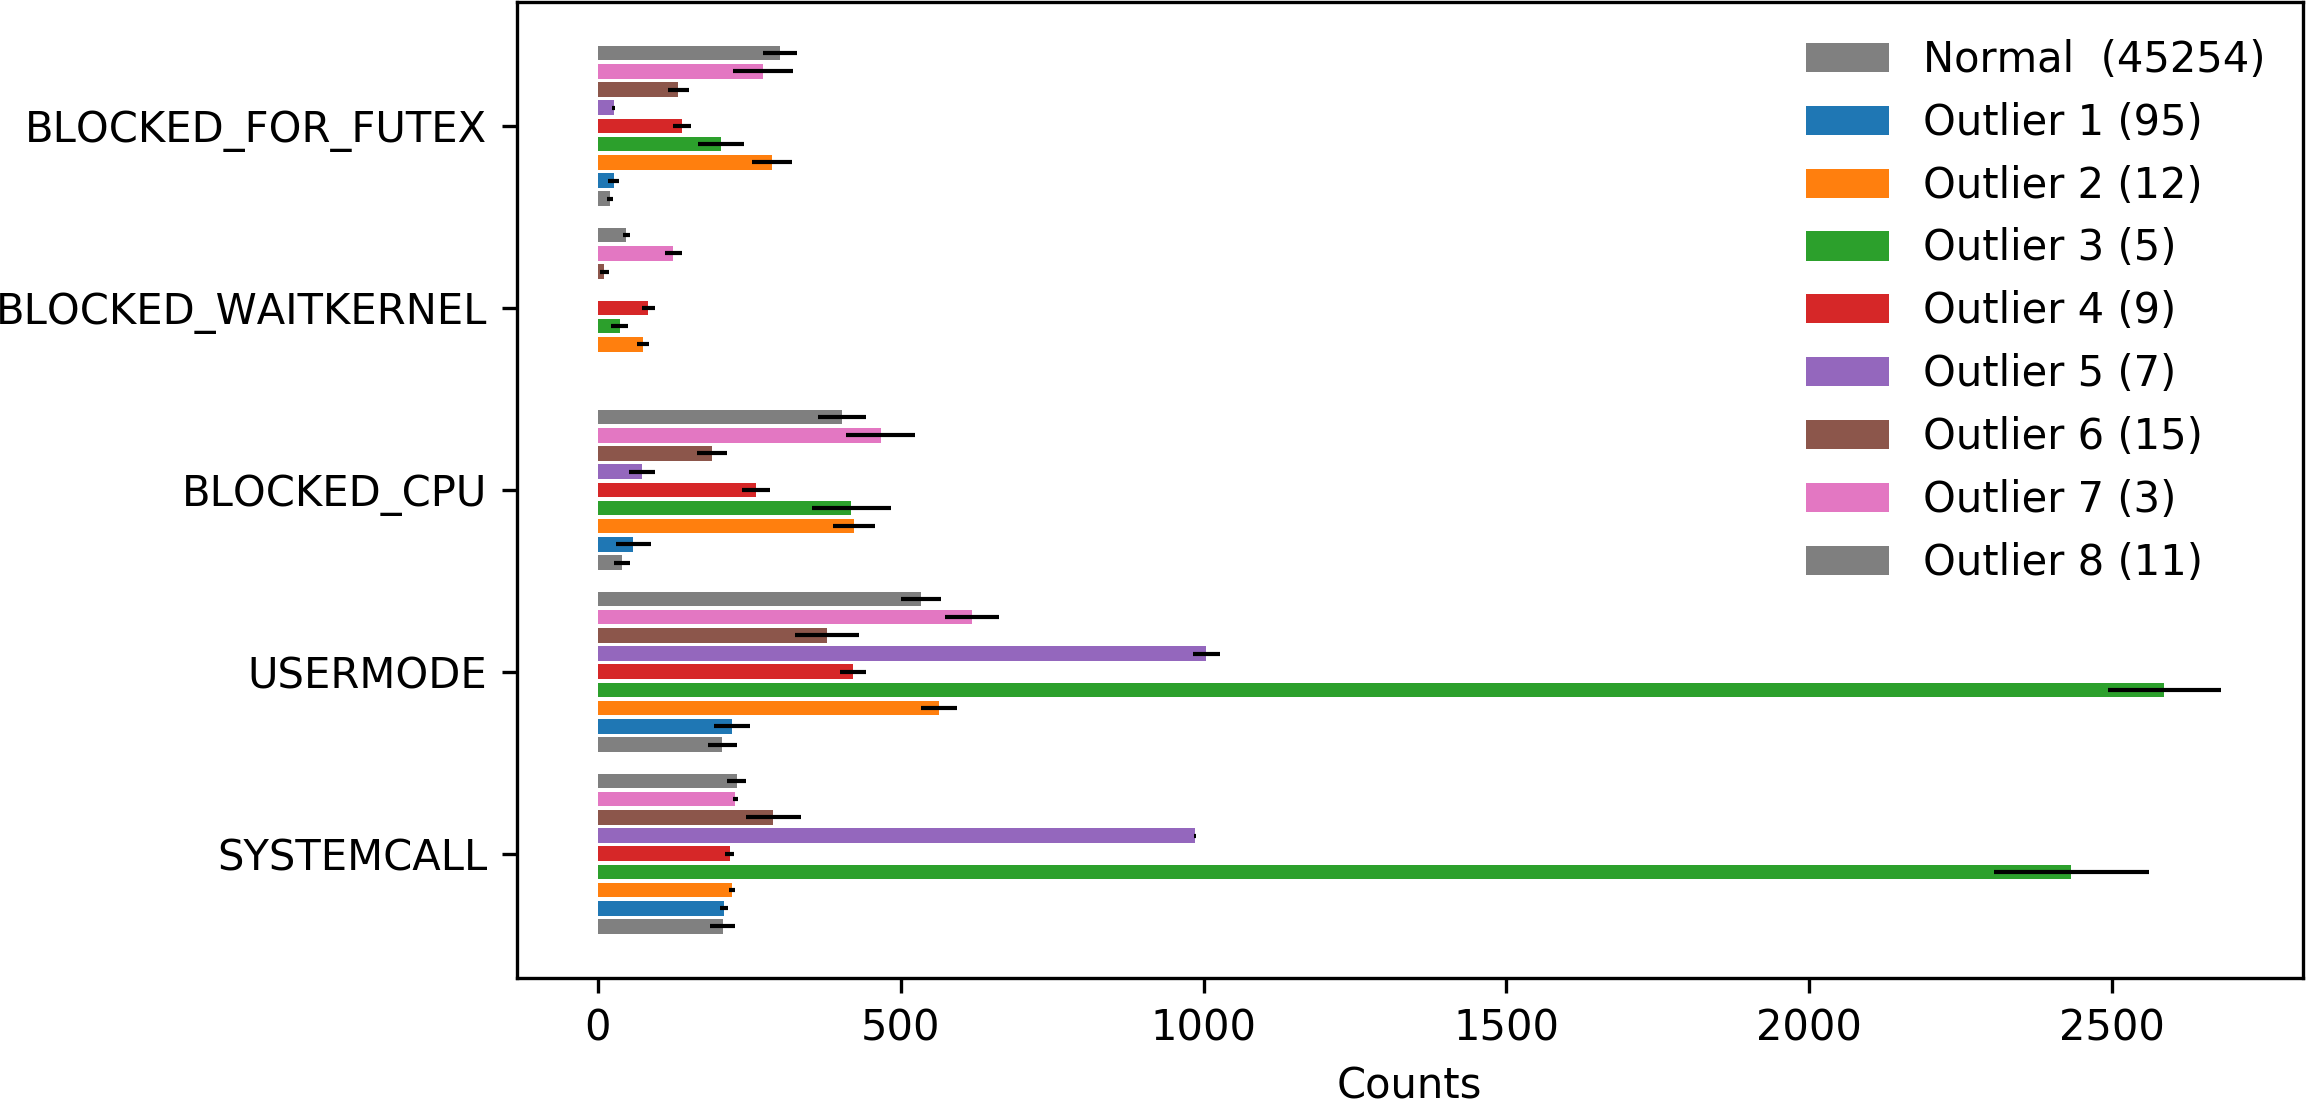 BLOCKED_FOR_FUTEX
BLOCKED_WAITKERNEL
BLOCKED_CPU
USERMODE
SYSTEMCALL
Normal  (45254)
Outlier 1 (95)
Outlier 2 (12)
Outlier 3 (5)
Outlier 4 (9)
Outlier 5 (7)
Outlier 6 (15)
Outlier 7 (3)
Outlier 8 (11)
0 500 1000 1500 2000 2500
Counts